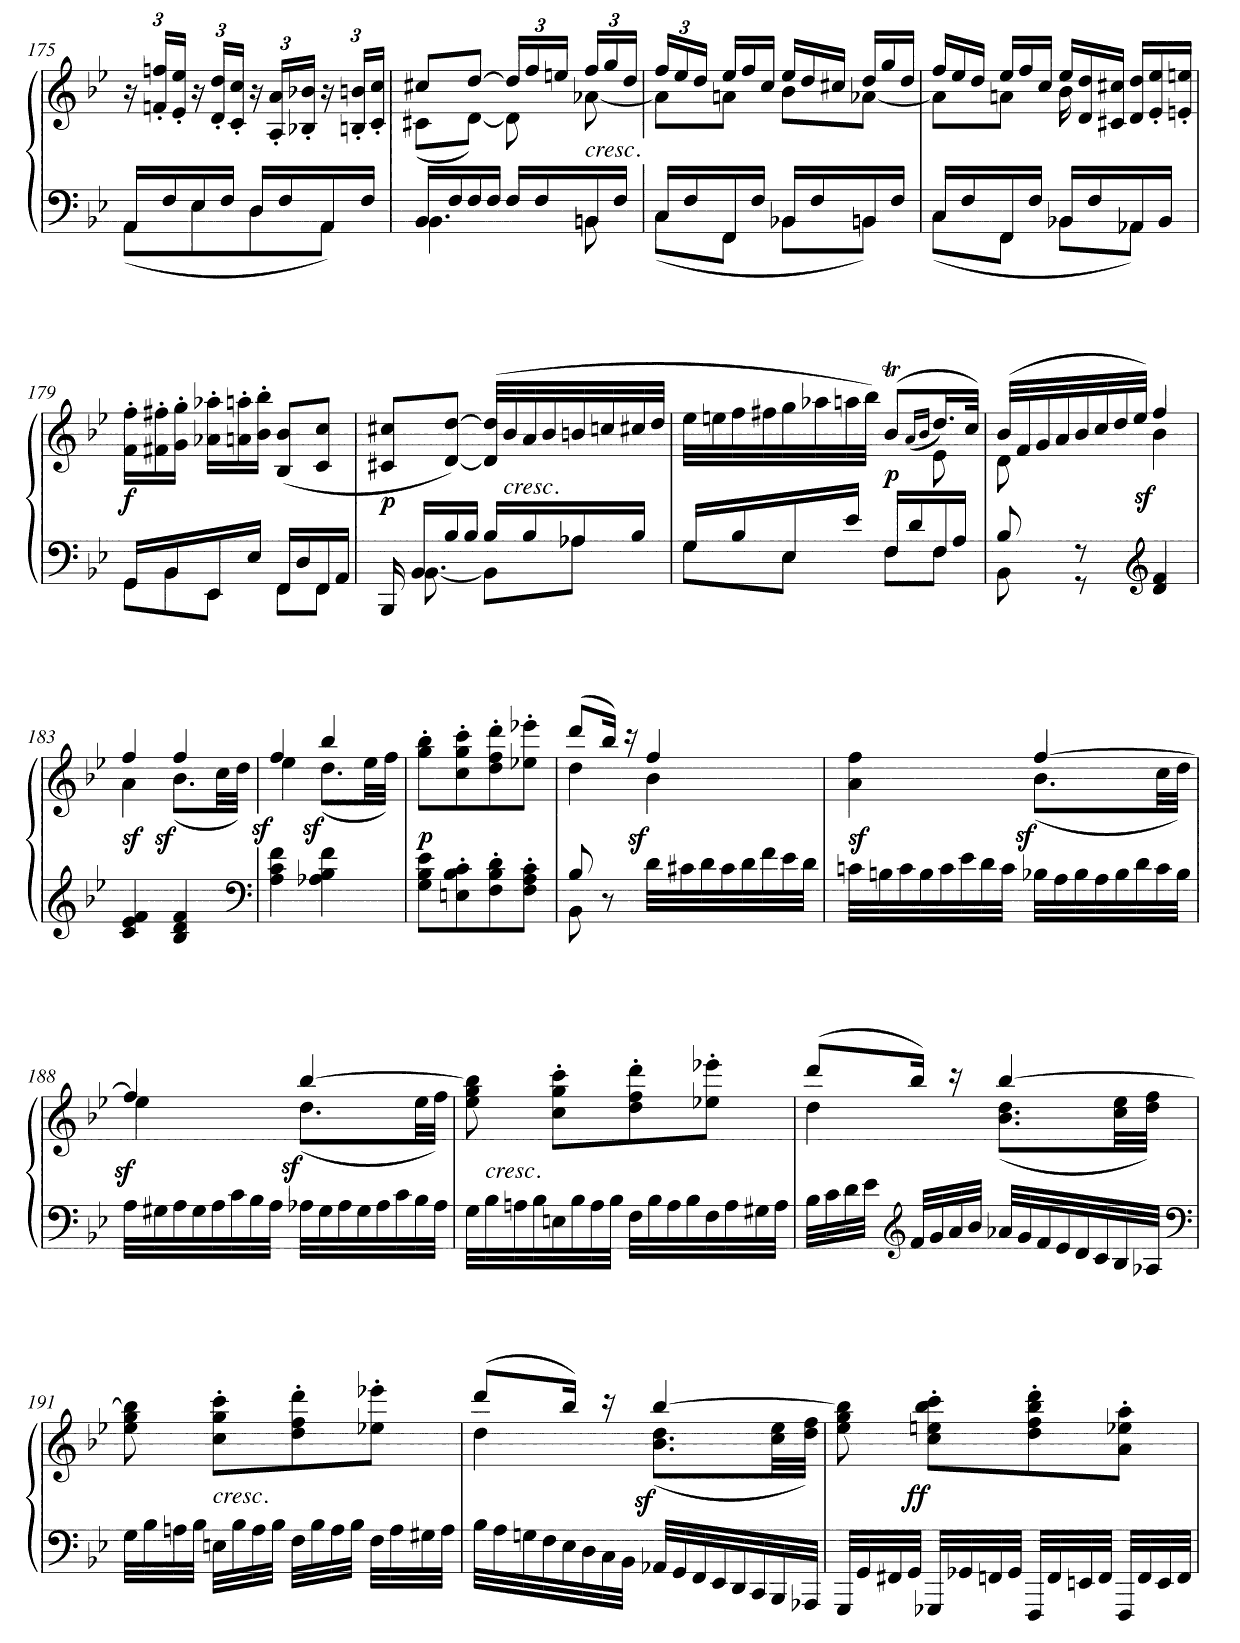 175 3 3 3 3 3 3 3
cresc.
179
f p cresc. p tr sf
183
sf sf sf sf p sf sf sf
188
sf sf cresc.
191
cresc. sf ff